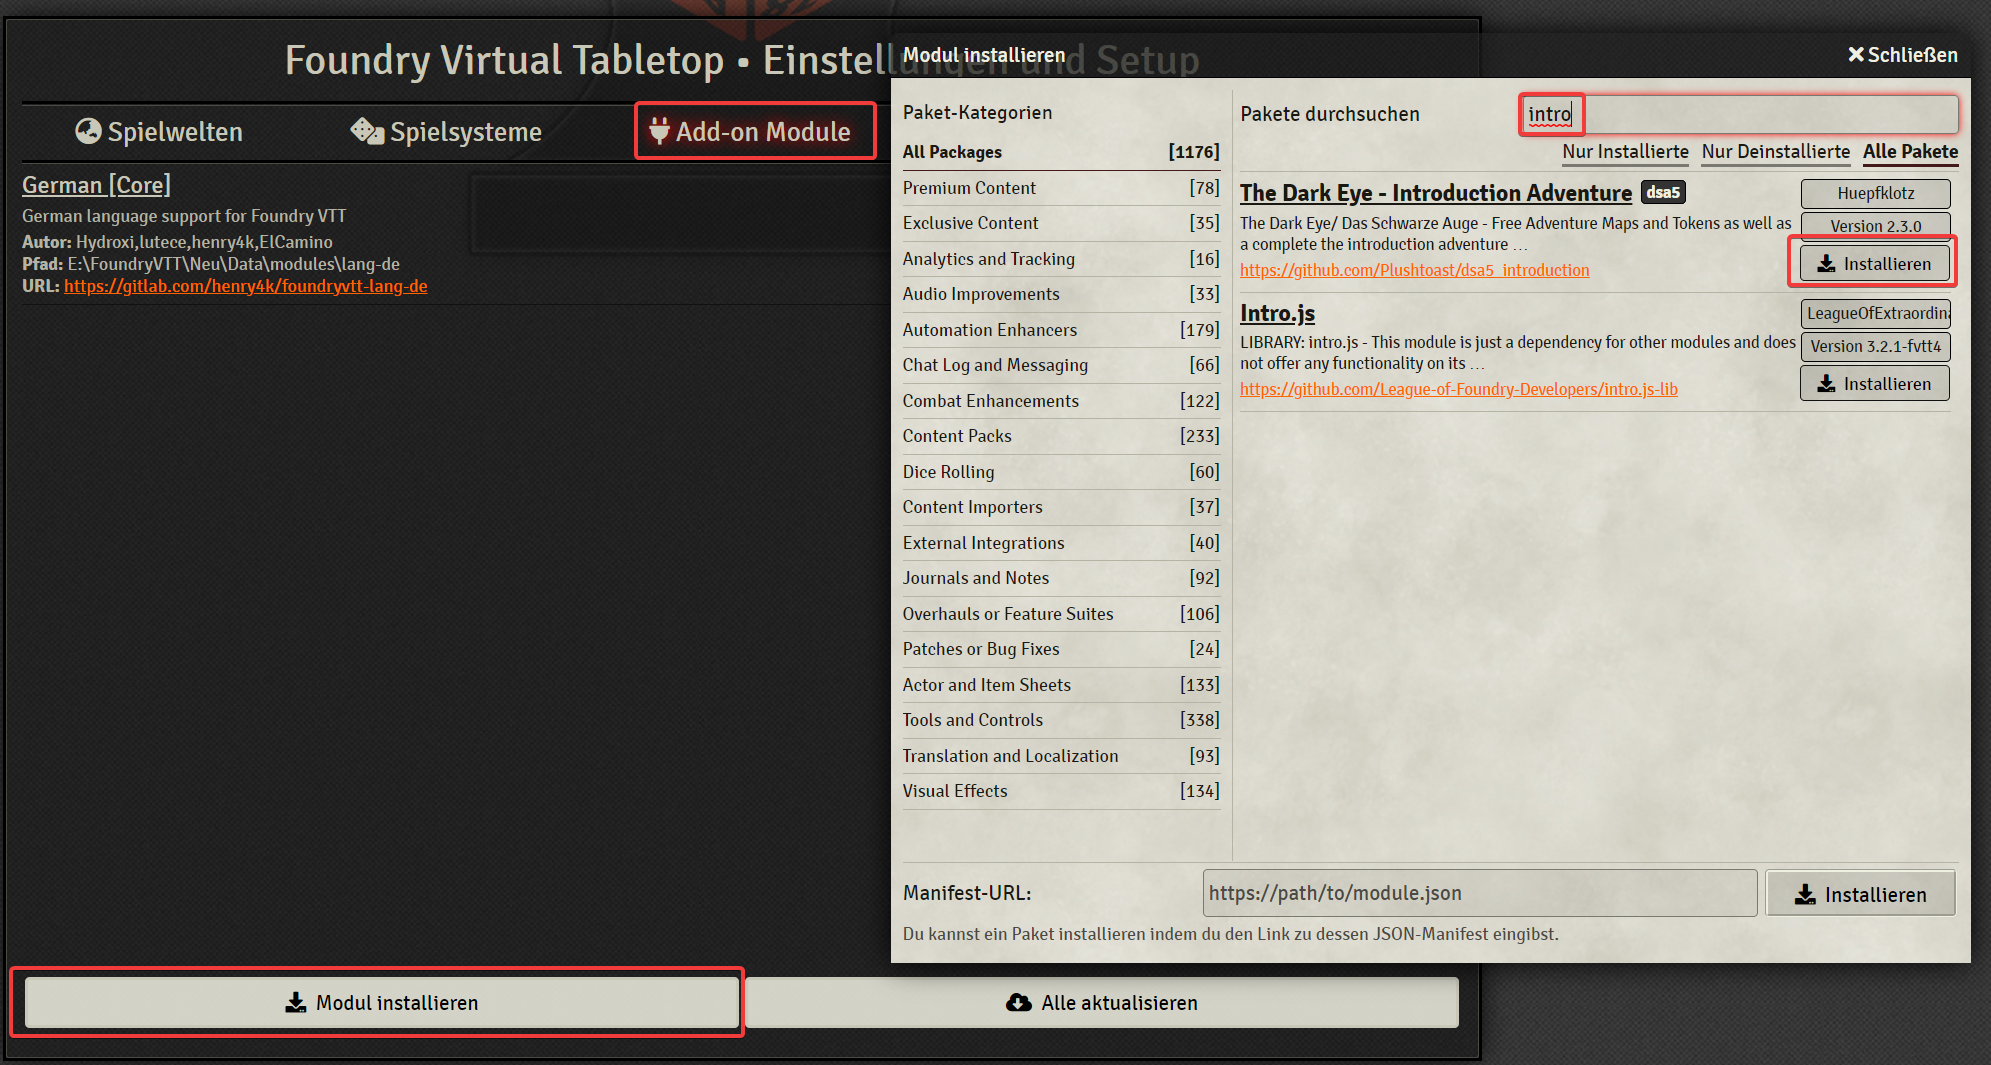 Foundry Virtual Tabletop • Einstellungen und Setup
Spielwelten
Spielsysteme
Add-on Module
German [Core]
German language support for Foundry VTT
Autor: Hydroxi,lutece,henry4k,ElCamino
Pfad: E:\FoundryVTT\Neu\Data\modules\lang-de
URL: https://gitlab.com/henry4k/foundryvtt-lang-de
Modul installieren
Alle aktualisieren
Modul installieren
Schließen
Paket-Kategorien
All Packages [1176]
Premium Content [78]
Exclusive Content [35]
Analytics and Tracking [16]
Audio Improvements [33]
Automation Enhancers [179]
Chat Log and Messaging [66]
Combat Enhancements [122]
Content Packs [233]
Dice Rolling [60]
Content Importers [37]
External Integrations [40]
Journals and Notes [92]
Overhauls or Feature Suites [106]
Patches or Bug Fixes [24]
Actor and Item Sheets [133]
Tools and Controls [338]
Translation and Localization [93]
Visual Effects [134]
Pakete durchsuchen intro
Nur Installierte Nur Deinstallierte Alle Pakete
The Dark Eye - Introduction Adventure dsa5
Huepfklotz
The Dark Eye/ Das Schwarze Auge - Free Adventure Maps and Tokens as well as
a complete the introduction adventure …
Version 2.3.0
https://github.com/Plushtoast/dsa5_introduction
Installieren
Intro.js
LeagueOfExtraordina
LIBRARY: intro.js - This module is just a dependency for other modules and does
not offer any functionality on its …
Version 3.2.1-fvtt4
https://github.com/League-of-Foundry-Developers/intro.js-lib
Installieren
Manifest-URL: https://path/to/module.json Installieren
Du kannst ein Paket installieren indem du den Link zu dessen JSON-Manifest eingibst.